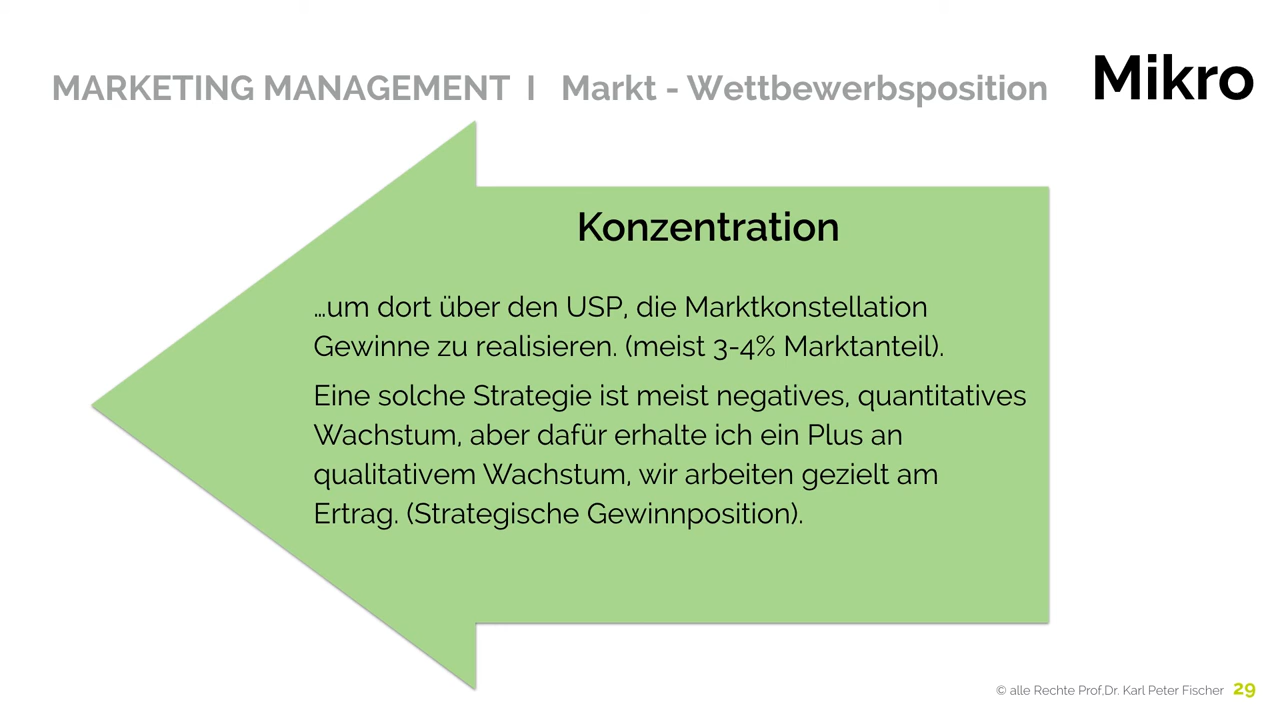 MARKETING MANAGEMENT I Markt - Wettbewerbsposition Mikro
Konzentration
...um dort über den USP, die Marktkonstellation
Gewinne zu realisieren. (meist 3-4% Marktanteil).
Eine solche Strategie ist meist negatives, quantitatives
Wachstum, aber dafür erhalte ich ein Plus an
qualitativem Wachstum, wir arbeiten gezielt am
Ertrag. (Strategische Gewinnposition).
© alle Rechte Prof.Dr. Karl Peter Fischer 29